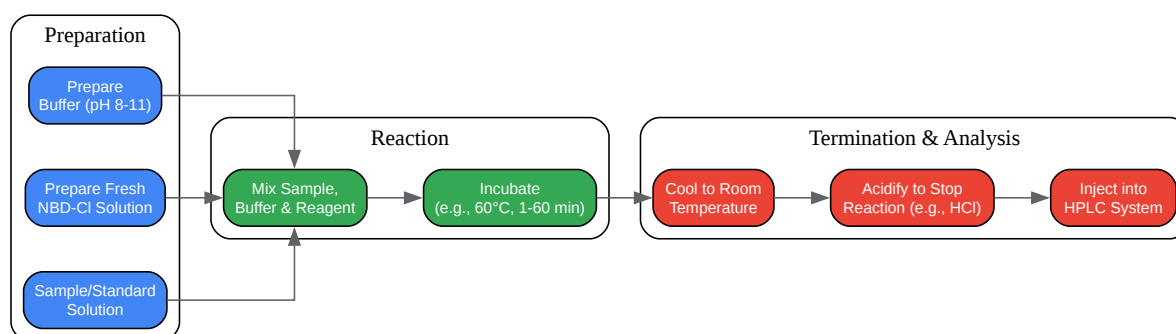 Preparation
Prepare
Buffer (pH 8-11)
Prepare Fresh
NBD-Cl Solution
Sample/Standard
Solution
Reaction
Mix Sample,
Buffer & Reagent
Incubate
(e.g., 60°C, 1-60 min)
Termination & Analysis
Cool to Room
Temperature
Acidify to Stop
Reaction (e.g., HCl)
Inject into
HPLC System